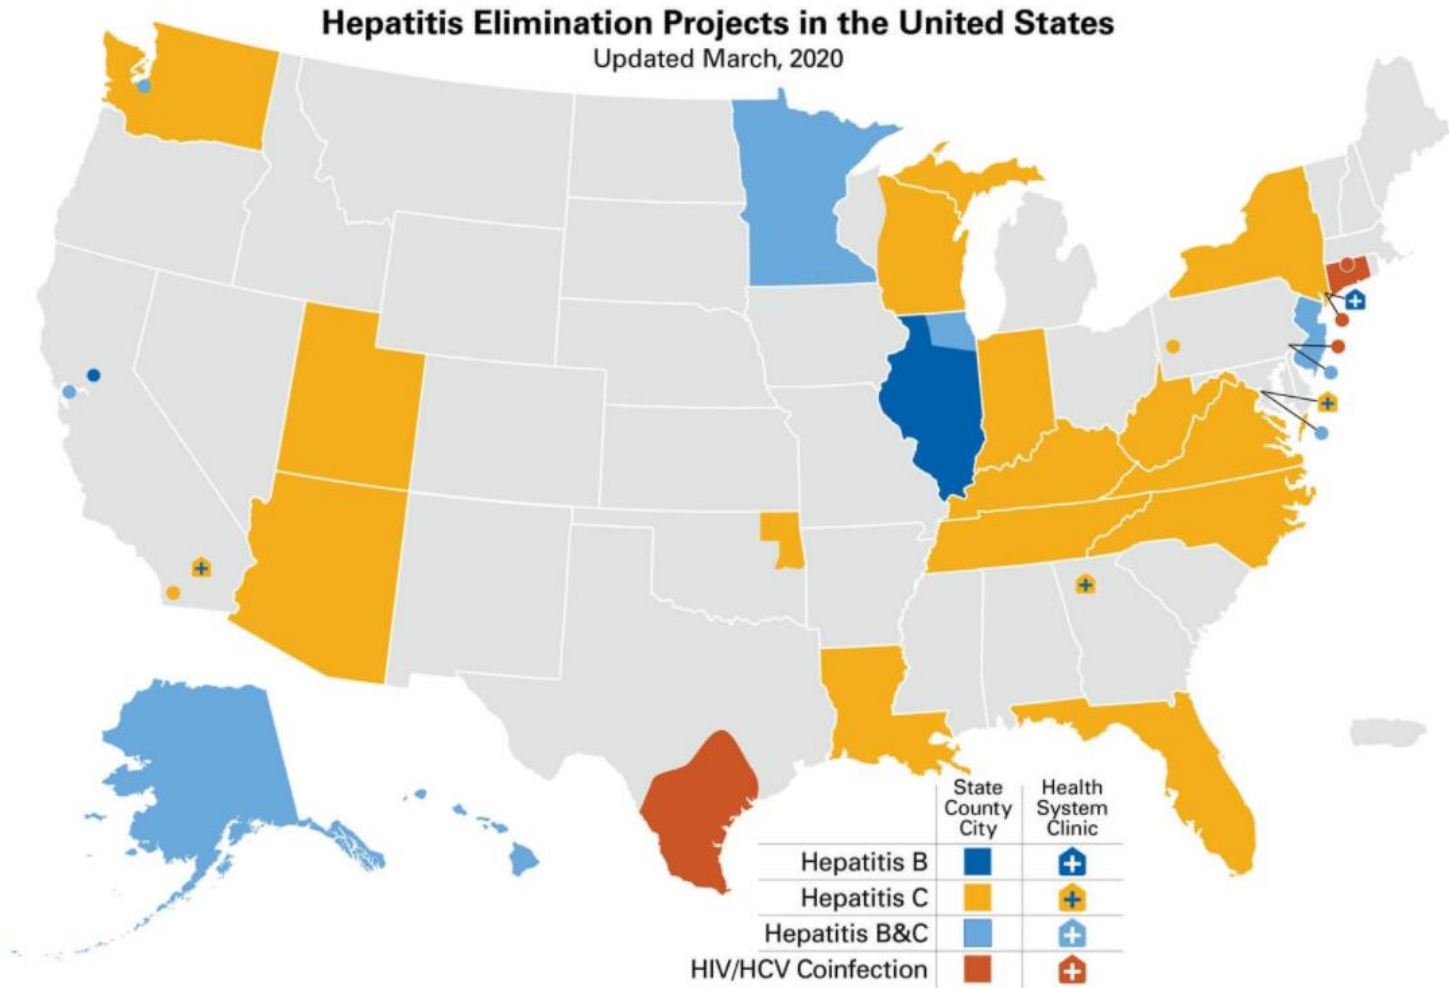 Hepatitis Elimination Projects in the United States
Updated March, 2020
State
County
City
Health
System
Clinic
Hepatitis B
Hepatitis C
Hepatitis B&C
HIV/HCV Coinfection